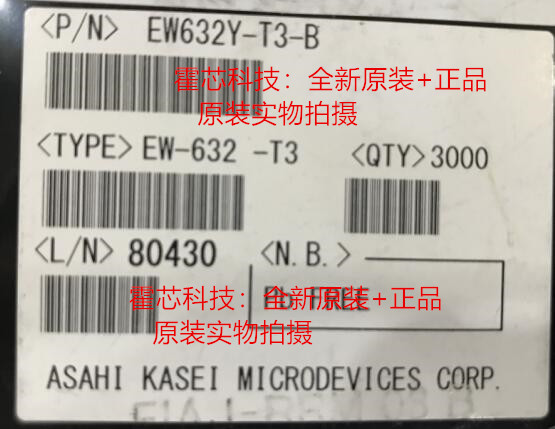 <P/N> EW632Y-T3-B
霍芯科技：全新原装+正品
原装实物拍摄
<TYPE> EW-632 -T3 <QTY> 3000
<L/N> 80430 <N.B.>
霍芯科技：全新原装+正品
Pb FREE
原装实物拍摄
ASAHI KASEI MICRODEVICES CORP.